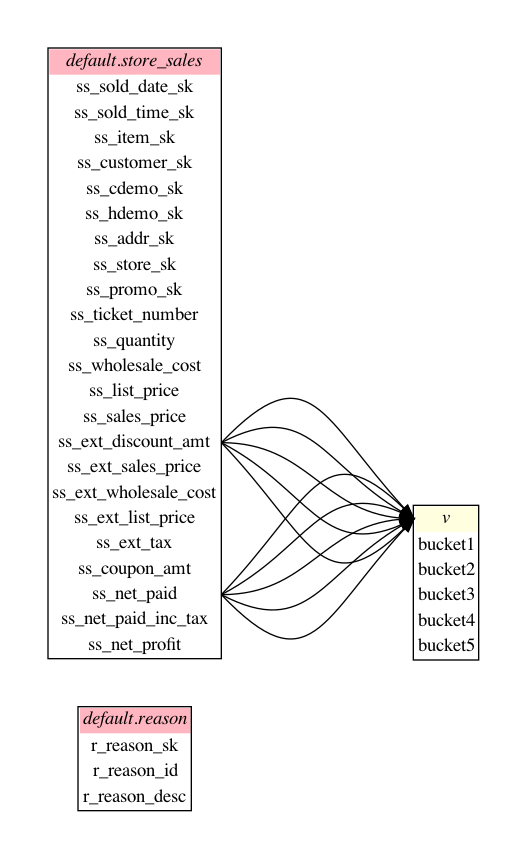 default.store_sales
ss_sold_date_sk
ss_sold_time_sk
ss_item_sk
ss_customer_sk
ss_cdemo_sk
ss_hdemo_sk
ss_addr_sk
ss_store_sk
ss_promo_sk
ss_ticket_number
ss_quantity
ss_wholesale_cost
ss_list_price
ss_sales_price
ss_ext_discount_amt
ss_ext_sales_price
ss_ext_wholesale_cost
ss_ext_list_price
ss_ext_tax
ss_coupon_amt
ss_net_paid
ss_net_paid_inc_tax
ss_net_profit
v
bucket1
bucket2
bucket3
bucket4
bucket5
default.reason
r_reason_sk
r_reason_id
r_reason_desc